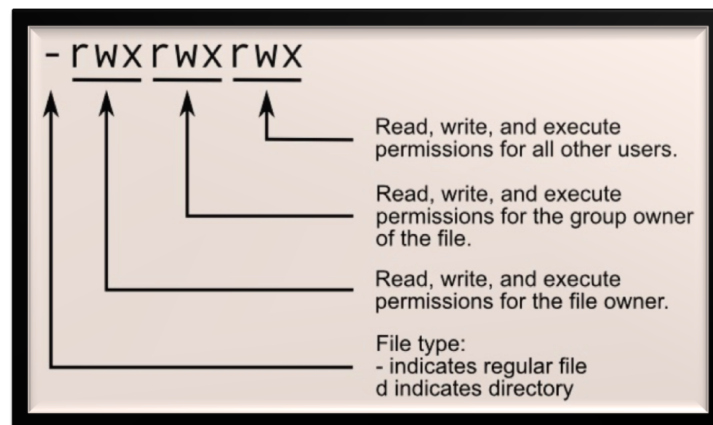 -rwxrwxrwx
Read, write, and execute
permissions for all other users.
Read, write, and execute
permissions for the group owner
of the file.
Read, write, and execute
permissions for the file owner.
File type:
- indicates regular file
d indicates directory